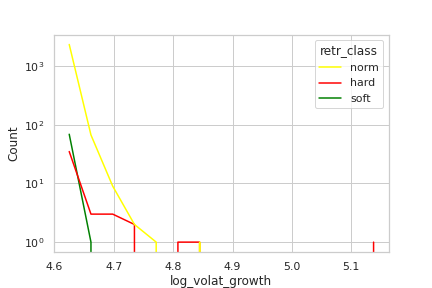 retr_class
norm
hard
soft
10³
10²
10¹
10⁰
Count
4.6 4.7 4.8 4.9 5.0 5.1
log_volat_growth